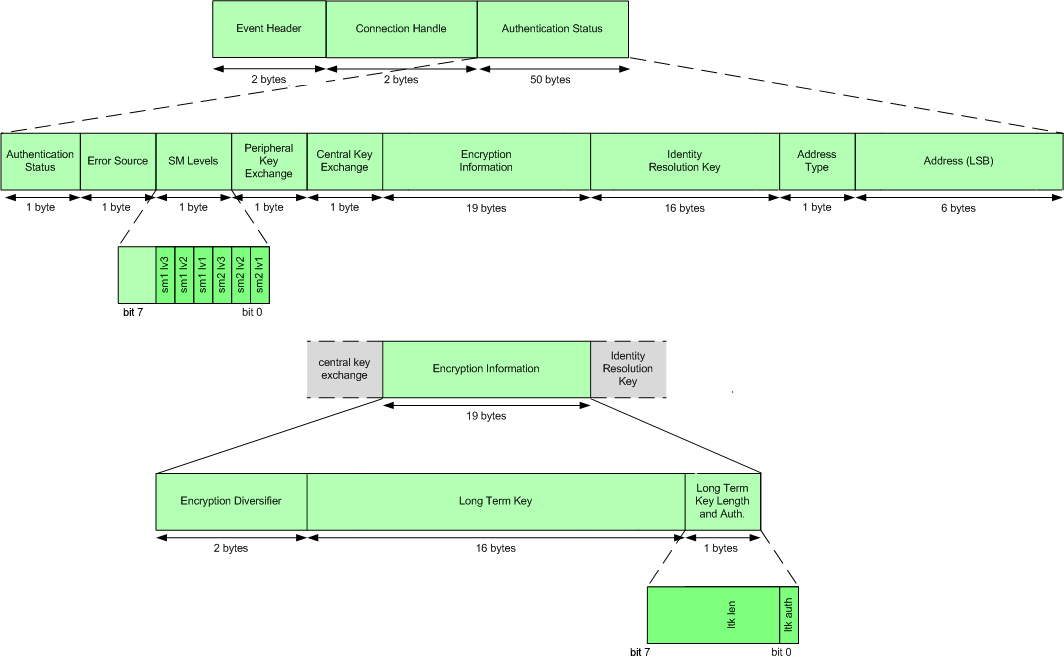 Event Header
Connection Handle
Authentication Status
2 bytes
2 bytes
50 bytes
Authentication
Status
Error Source
SM Levels
Peripheral
Key
Exchange
Central Key
Exchange
Encryption
Information
Identity
Resolution Key
Address
Type
Address (LSB)
1 byte
1 byte
1 byte
1 byte
1 byte
19 bytes
16 bytes
1 byte
6 bytes
sm1 lv3
sm1 lv2
sm1 lv1
sm2 lv3
sm2 lv2
sm2 lv1
bit 7
bit 0
central key
exchange
Encryption Information
Identity
Resolution
Key
19 bytes
Encryption Diversifier
Long Term Key
Long Term
Key Length
and Auth.
2 bytes
16 bytes
1 bytes
ltk len
ltk auth
bit 7
bit 0